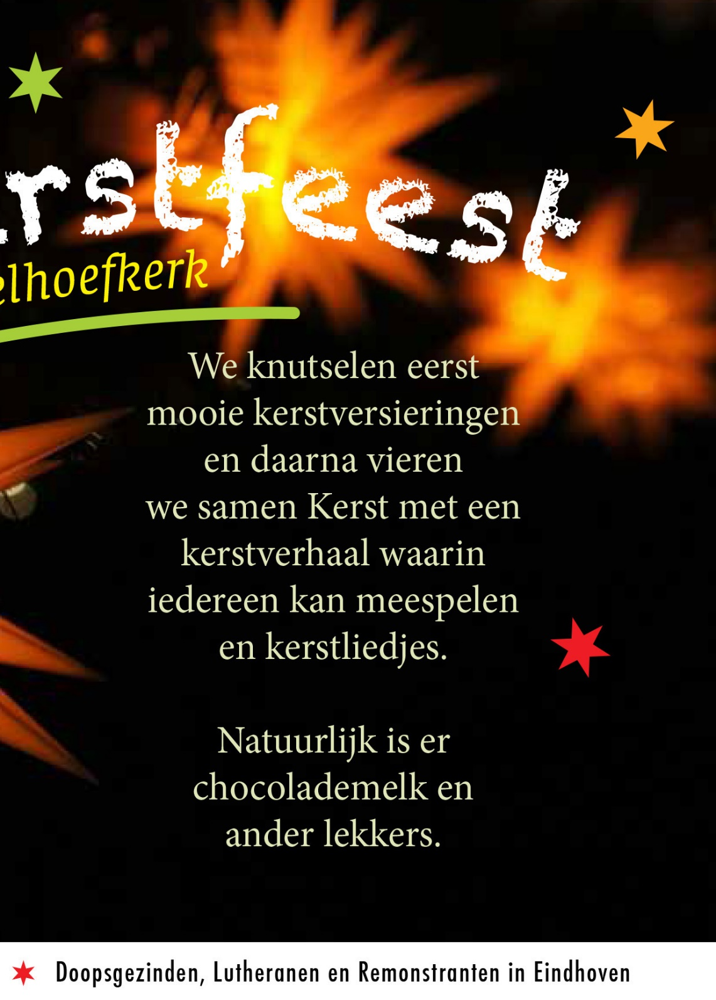 rstfeest
elhoefkerk
We knutselen eerst
mooie kerstversieringen
en daarna vieren
we samen Kerst met een
kerstverhaal waarin
iedereen kan meespelen
en kerstliedjes.
Natuurlijk is er
chocolademelk en
ander lekkers.
Doopsgezinden, Lutheranen en Remonstranten in Eindhoven